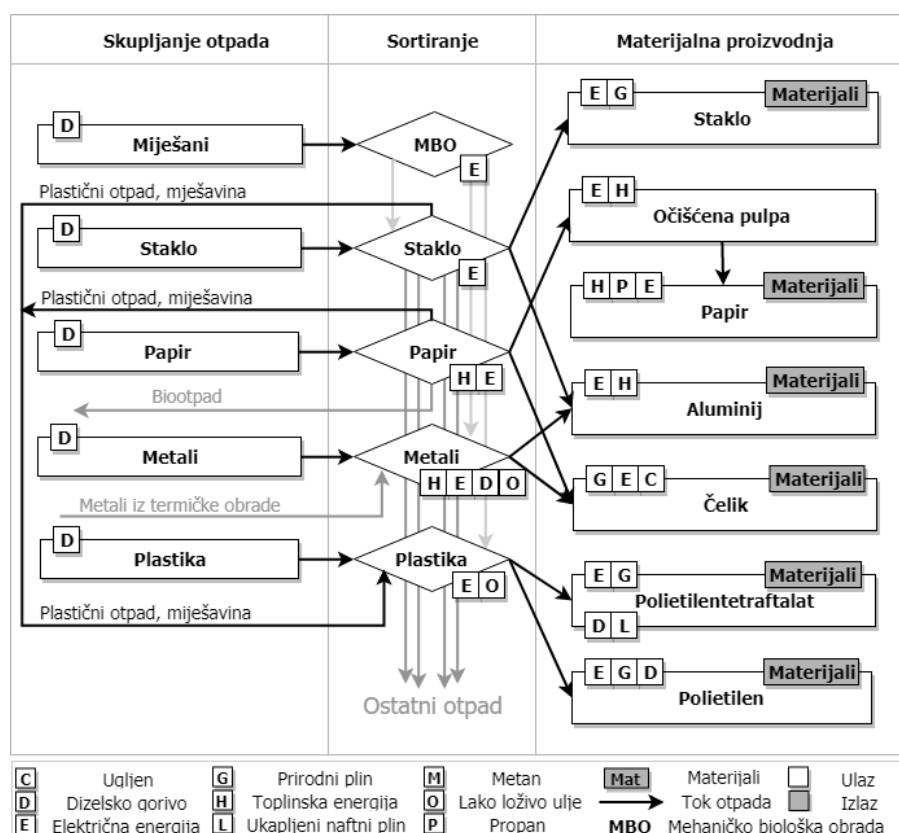 Skupljanje otpada
Sortiranje
Materijalna proizvodnja
D
Miješani
MBO
E
E G
Materijali
Staklo
Plastični otpad, mješavina
D
Staklo
Staklo
E
E H
Očišćena pulpa
Plastični otpad, miješavina
D
Papir
Papir
H E
H P E
Materijali
Papir
Biootpad
E H
Materijali
Aluminij
D
Metali
Metali
H E D O
G E C
Materijali
Čelik
Metali iz termičke obrade
D
Plastika
Plastika
E O
E G
Materijali
Polietilentetraftalat
D L
Plastični otpad, miješavina
E G D
Materijali
Polietilen
Ostatni otpad
C Ugljen G Prirodni plin M Metan Mat Materijali Ulaz
D Dizelsko gorivo H Toplinska energija O Lako loživo ulje Tok otpada Izlaz
E Električna energija L Ukapljeni naftni plin P Propan MBO Mehaničko biološka obrada